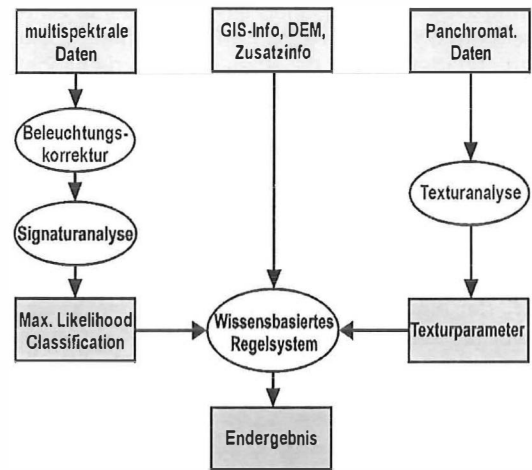 multispektrale
Daten
GIS-Info, DEM,
Zusatzinfo
Panchromat.
Daten
Beleuchtungs-
korrektur
Texturanalyse
Signaturanalyse
Max. Likelihood
Classification
Wissensbasiertes
Regelsystem
Texturparameter
Endergebnis